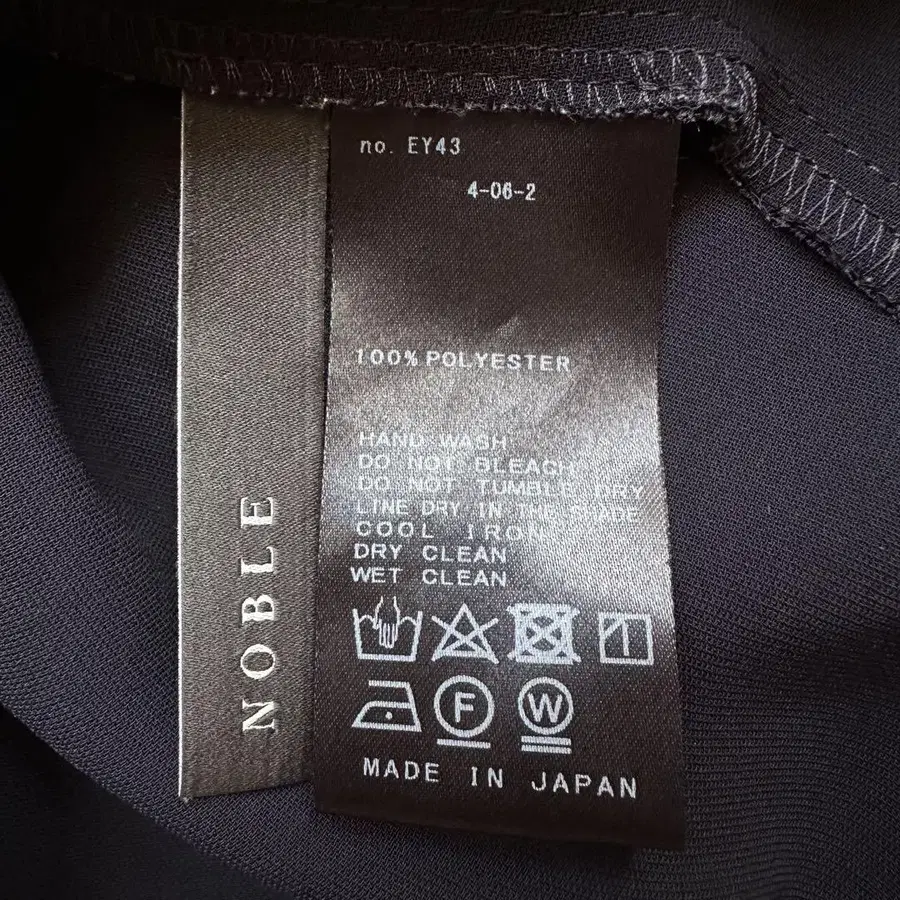 no. EY43
4-06-2
100% POLYESTER
HAND WASH
DO NOT BLEACH
DO NOT TUMBLE DRY
LINE DRY IN THE SHADE
COOL IRON
DRY CLEAN
WET CLEAN
F
W
MADE IN JAPAN
NOBLE